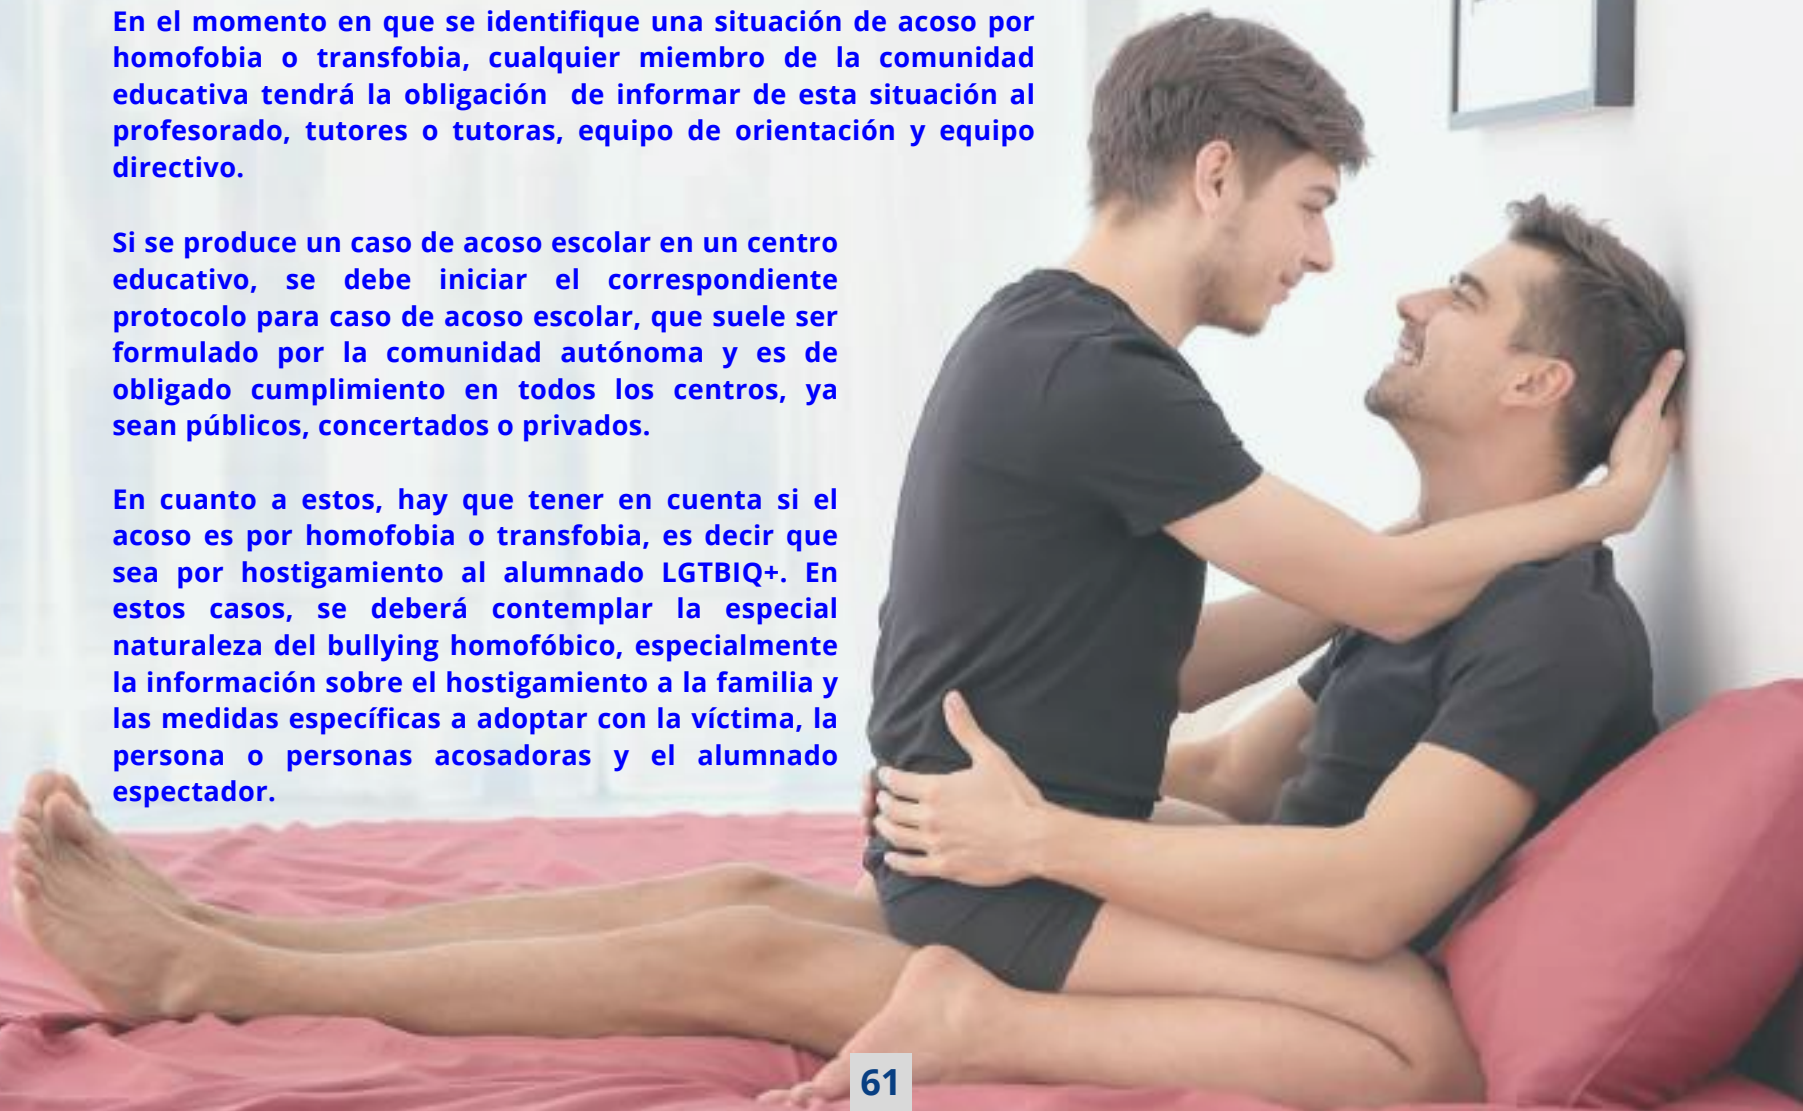 En el momento en que se identifique una situación de acoso por
homofobia o transfobia, cualquier miembro de la comunidad
educativa tendrá la obligación de informar de esta situación al
profesorado, tutores o tutoras, equipo de orientación y equipo
directivo.
Si se produce un caso de acoso escolar en un centro
educativo, se debe iniciar el correspondiente
protocolo para caso de acoso escolar, que suele ser
formulado por la comunidad autónoma y es de
obligado cumplimiento en todos los centros, ya
sean públicos, concertados o privados.
En cuanto a estos, hay que tener en cuenta si el
acoso es por homofobia o transfobia, es decir que
sea por hostigamiento al alumnado LGTBIQ+. En
estos casos, se deberá contemplar la especial
naturaleza del bullying homofóbico, especialmente
la información sobre el hostigamiento a la familia y
las medidas específicas a adoptar con la víctima, la
persona o personas acosadoras y el alumnado
espectador.
61